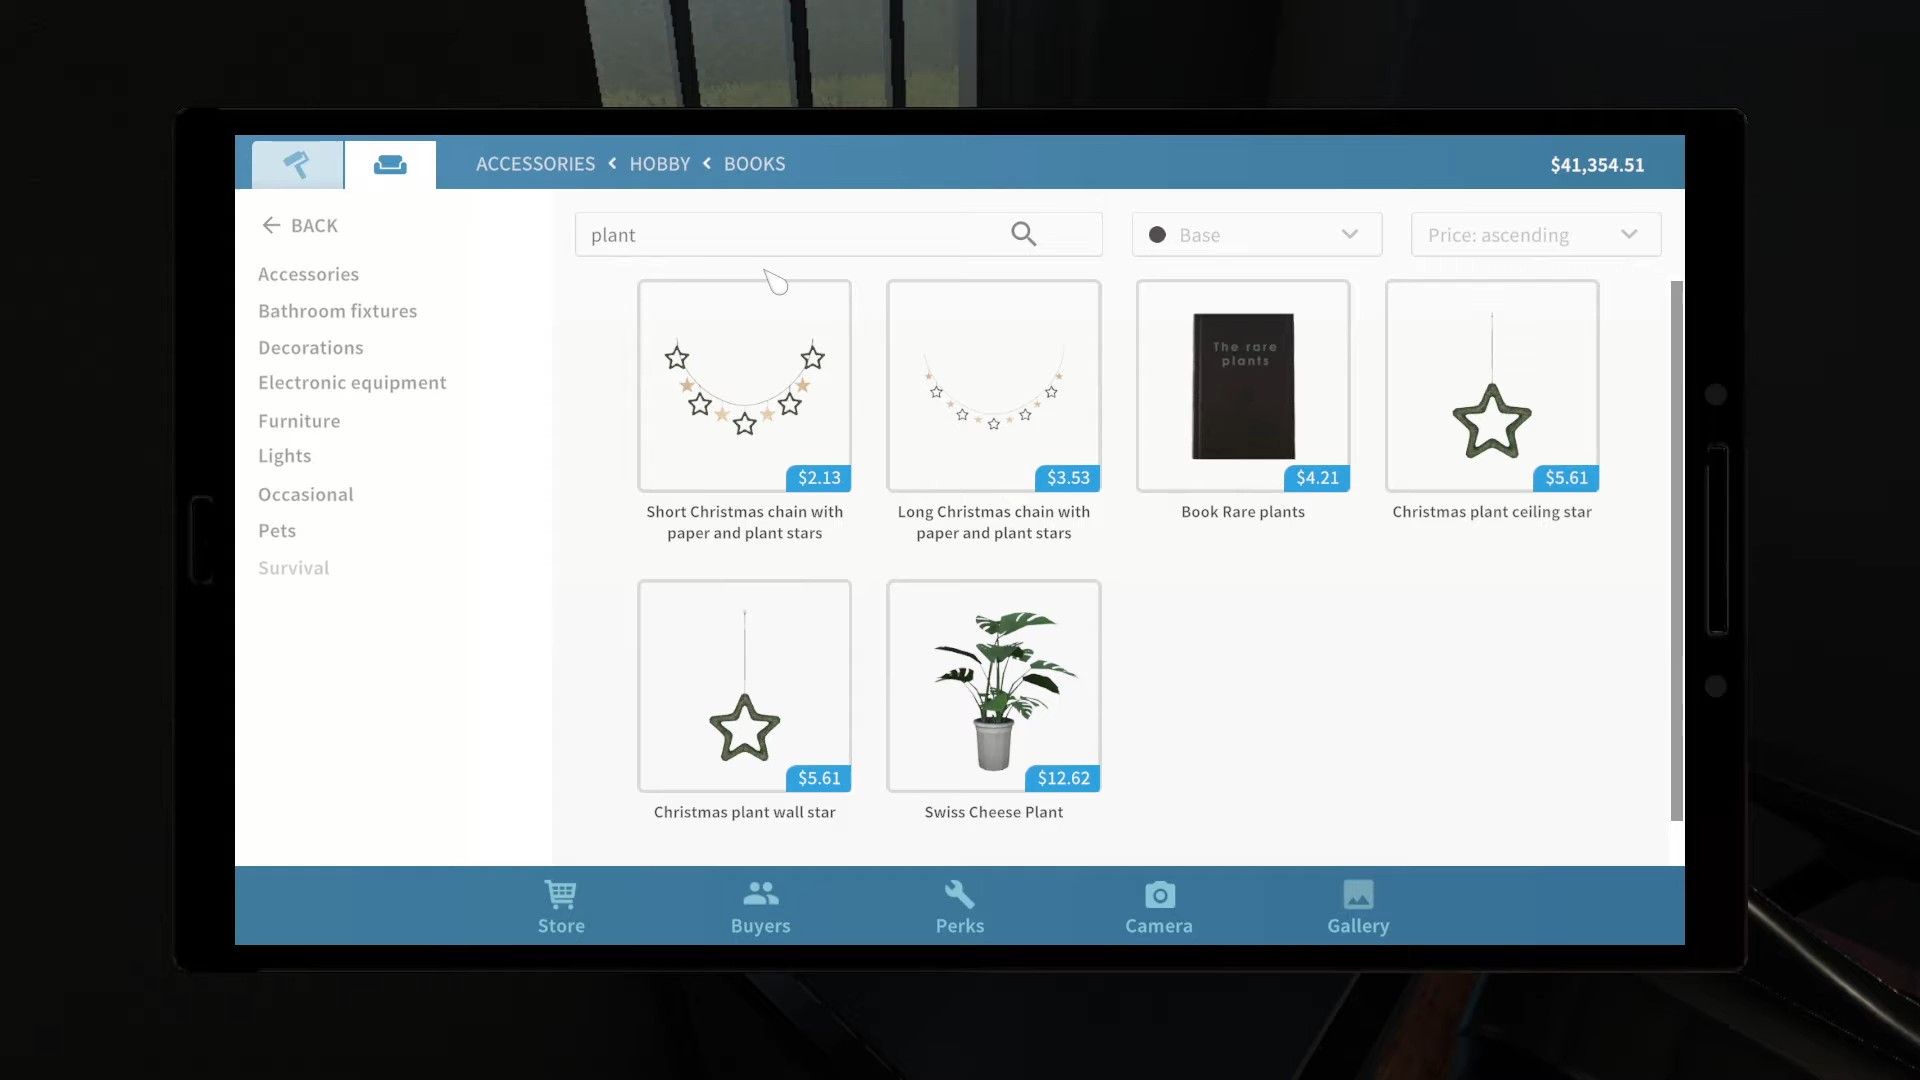 ACCESSORIES < HOBBY < BOOKS
$41,354.51
BACK
Accessories
Bathroom fixtures
Decorations
Electronic equipment
Furniture
Lights
Occasional
Pets
Survival
plant
Base
Price: ascending
$2.13
Short Christmas chain with
paper and plant stars
$3.53
Long Christmas chain with
paper and plant stars
The rare
plants
$4.21
Book Rare plants
$5.61
Christmas plant ceiling star
$5.61
Christmas plant wall star
$12.62
Swiss Cheese Plant
Store
Buyers
Perks
Camera
Gallery